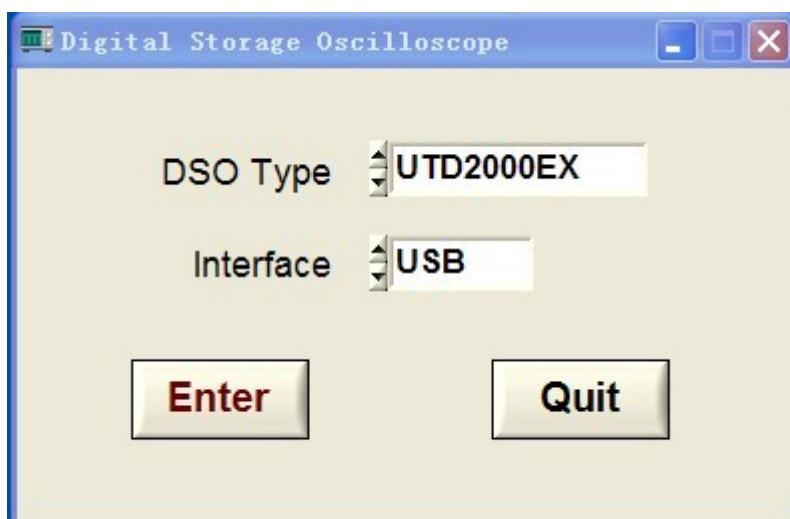 Digital Storage Oscilloscope
DSO Type UTD2000EX
Interface USB
Enter Quit